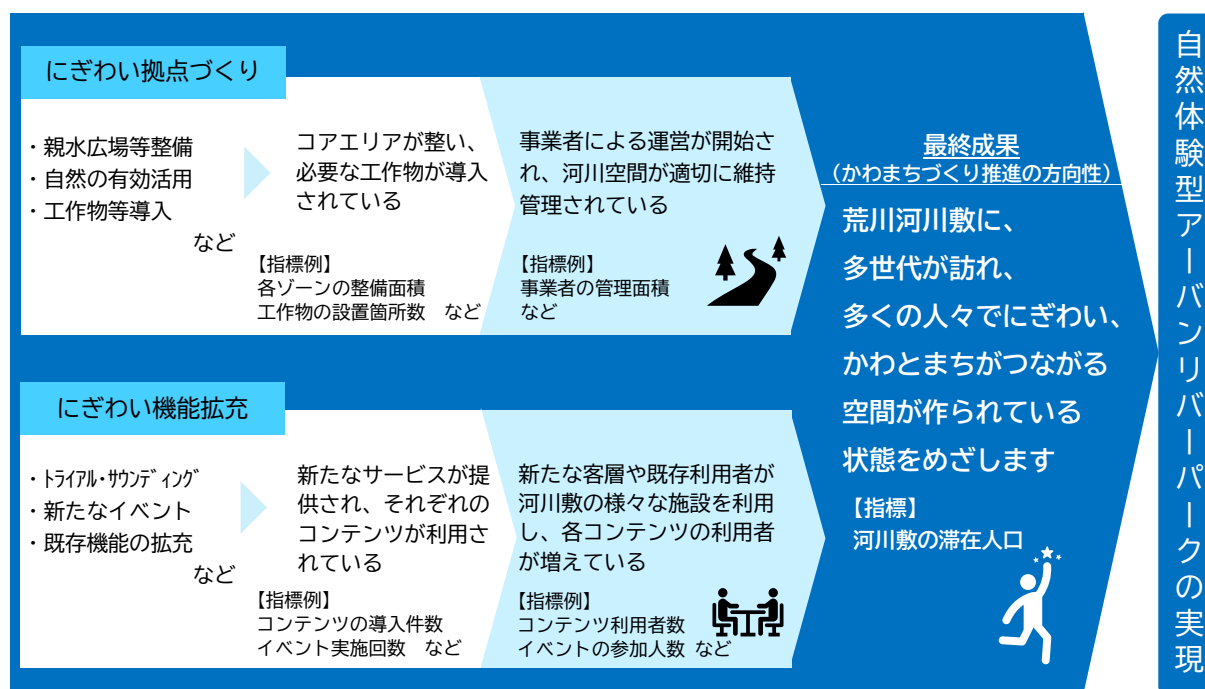 にぎわい拠点づくり
・親水広場等整備
・自然の有効活用
・工作物等導入
など
コアエリアが整い、
必要な工作物が導入
されている
【指標例】
各ゾーンの整備面積
工作物の設置箇所数　など
事業者による運営が開始さ
れ、河川空間が適切に維持
管理されている
【指標例】
事業者の管理面積
など
にぎわい機能拡充
・ﾄﾗｲｱﾙ・ｻｳﾝﾃﾞｨﾝｸﾞ
・新たなイベント
・既存機能の拡充
など
新たなサービスが提
供され、それぞれの
コンテンツが利用さ
れている
【指標例】
コンテンツの導入件数
イベント実施回数　など
新たな客層や既存利用者が
河川敷の様々な施設を利用
し、各コンテンツの利用者
が増えている
【指標例】
コンテンツ利用者数
イベントの参加人数 など
最終成果
（かわまちづくり推進の方向性）
荒川河川敷に、
多世代が訪れ、
多くの人々でにぎわい、
かわとまちがつながる
空間が作られている
状態をめざします
【指標】
河川敷の滞在人口
自然体験型アーバンリバーパークの実現